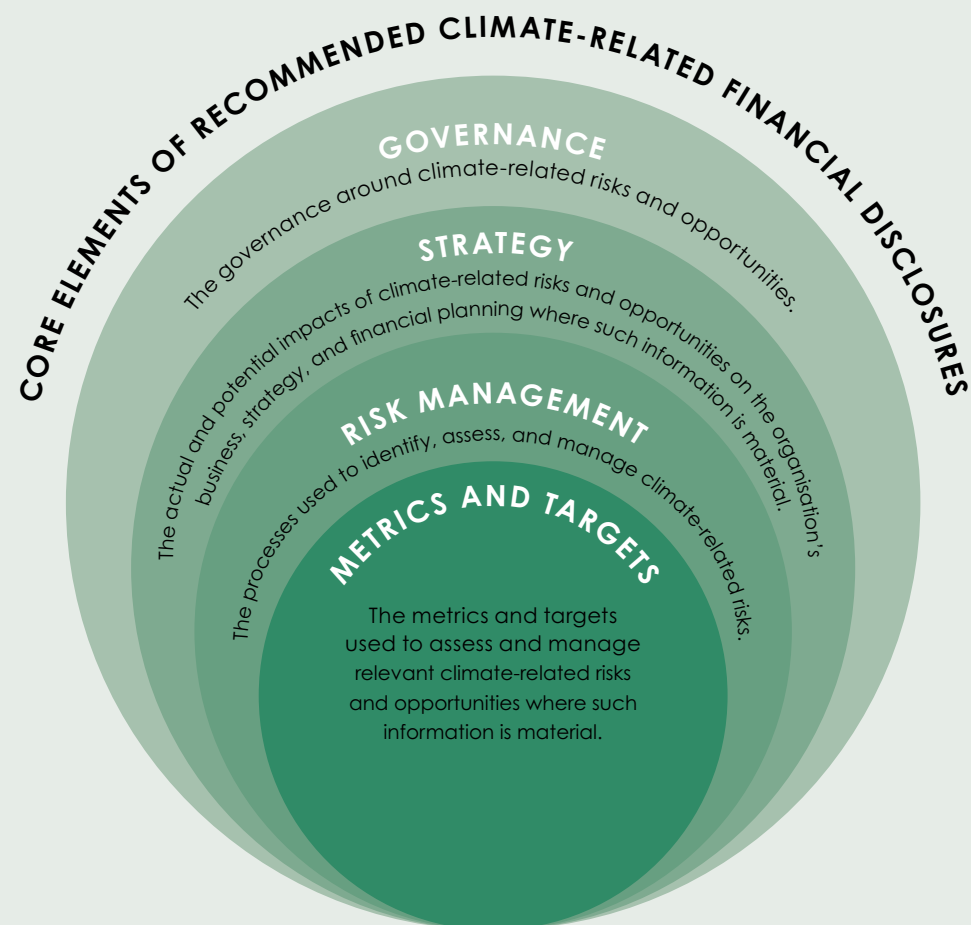 CORE ELEMENTS OF RECOMMENDED CLIMATE-RELATED FINANCIAL DISCLOSURES
GOVERNANCE
The governance around climate-related risks and opportunities.
STRATEGY
The actual and potential impacts of climate-related risks and opportunities on the organisation's
business, strategy, and financial planning where such information is material.
RISK MANAGEMENT
The processes used to identify, assess, and manage climate-related risks.
METRICS AND TARGETS
The metrics and targets
used to assess and manage
relevant climate-related risks
and opportunities where such
information is material.